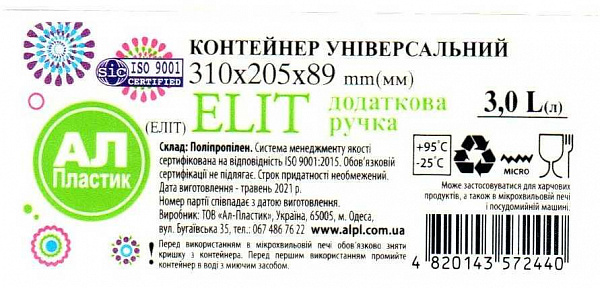 КОНТЕЙНЕР УНІВЕРСАЛЬНИЙ
SIC ISO 9001
CERTIFIED
310x205x89 mm(мм)
(ЕЛІТ) ELIT додаткова
ручка
3,0 L(л)
АЛ
Пластик
Склад: Поліпропілен. Система менеджменту якості
сертифікована на відповідність ISO 9001:2015. Обов'язковій
сертифікації не підлягає. Строк придатності необмежений.
Дата виготовлення - травень 2021 р.
Номер партії співпадає з датою виготовлення.
Виробник: ТОВ «Ал-Пластик», Україна, 65005, м. Одеса,
вул. Бугаївська 35, тел.: 067 486 76 22 www.alpl.com.ua
+95°C
-25°C
MICRO
Може застосовуватися для харчових
продуктів, а також в мікрохвильовій печі
і посудомийній машині.
Перед використанням в мікрохвильовій печі обов'язково зняти
кришку з контейнера. Перед першим використанням промийте
контейнер в воді з миючим засобом.
4 820143 572440